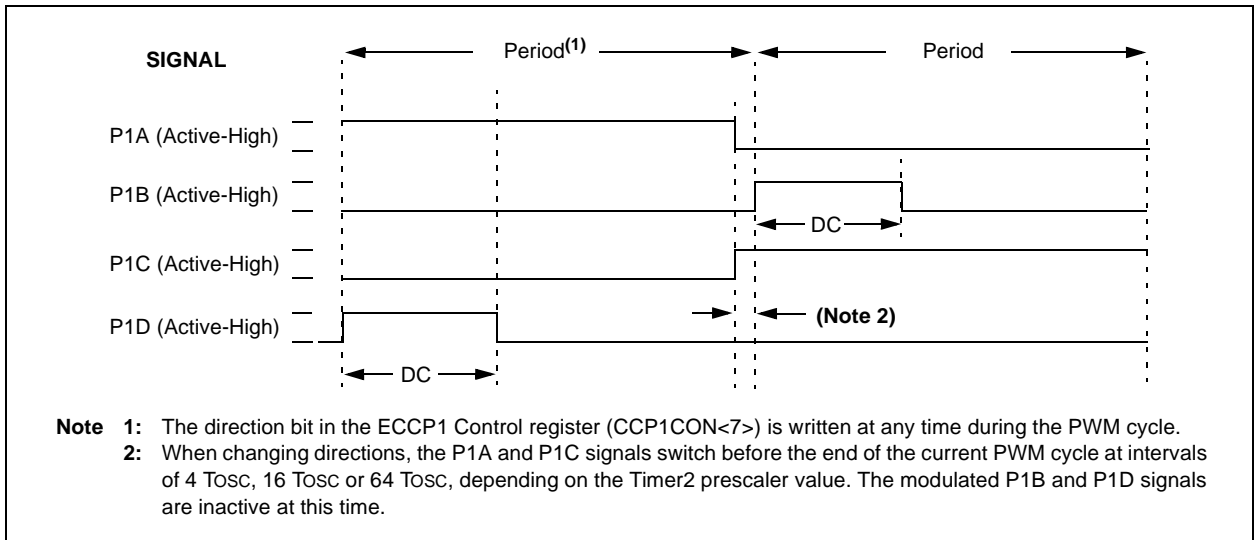 SIGNAL
Period(1)
Period
P1A (Active-High)
P1B (Active-High)
DC
P1C (Active-High)
P1D (Active-High)
(Note 2)
DC
Note 1: The direction bit in the ECCP1 Control register (CCP1CON<7>) is written at any time during the PWM cycle.
2: When changing directions, the P1A and P1C signals switch before the end of the current PWM cycle at intervals
of 4 TOSC, 16 TOSC or 64 TOSC, depending on the Timer2 prescaler value. The modulated P1B and P1D signals
are inactive at this time.